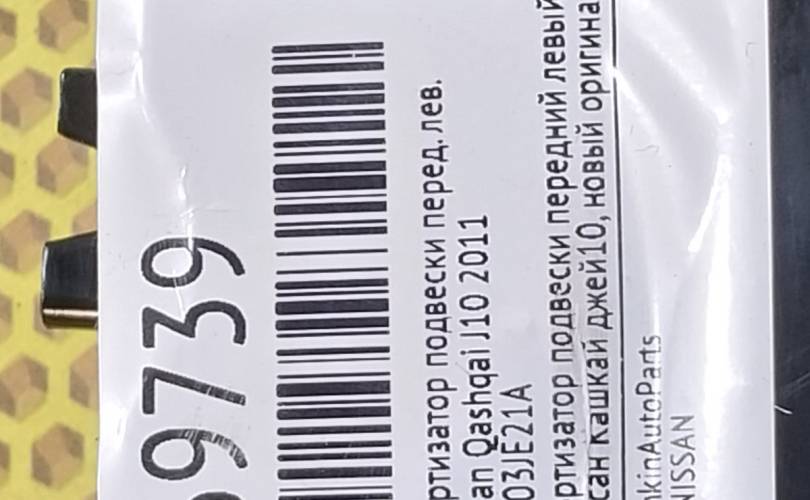 9739
ртизатор подвески перед. лев.
an Qashqai J10 2011
03JE21A
ртизатор подвески передний левый
сан Кашкай джей10, новый оригина
kinAutoParts
ISSAN